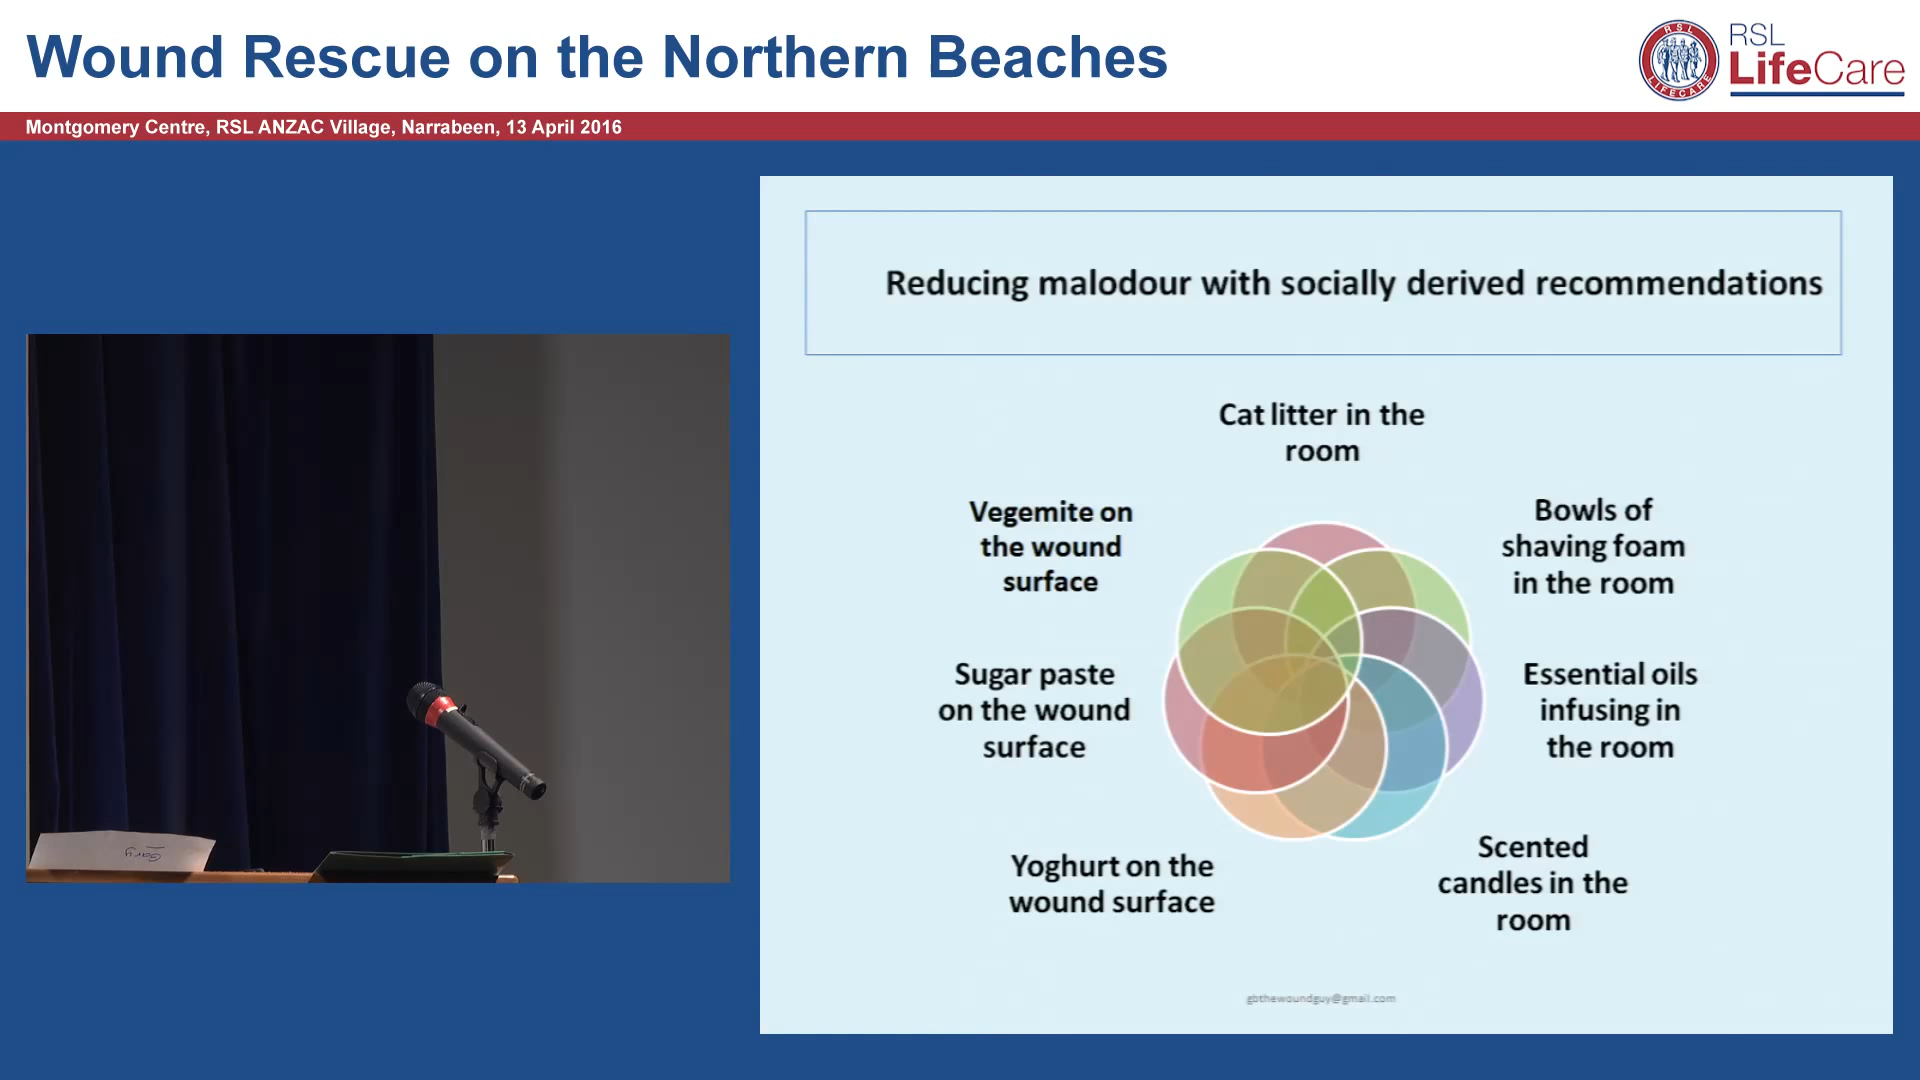 Wound Rescue on the Northern Beaches
RSL
LifeCare
RSL
LIFECARE
Montgomery Centre, RSL ANZAC Village, Narrabeen, 13 April 2016
Reducing malodour with socially derived recommendations
Cat litter in the
room
Vegemite on
the wound
surface
Bowls of
shaving foam
in the room
Sugar paste
on the wound
surface
Essential oils
infusing in
the room
Yoghurt on the
wound surface
Scented
candles in the
room
gbthewoundguy@gmail.com
Gary